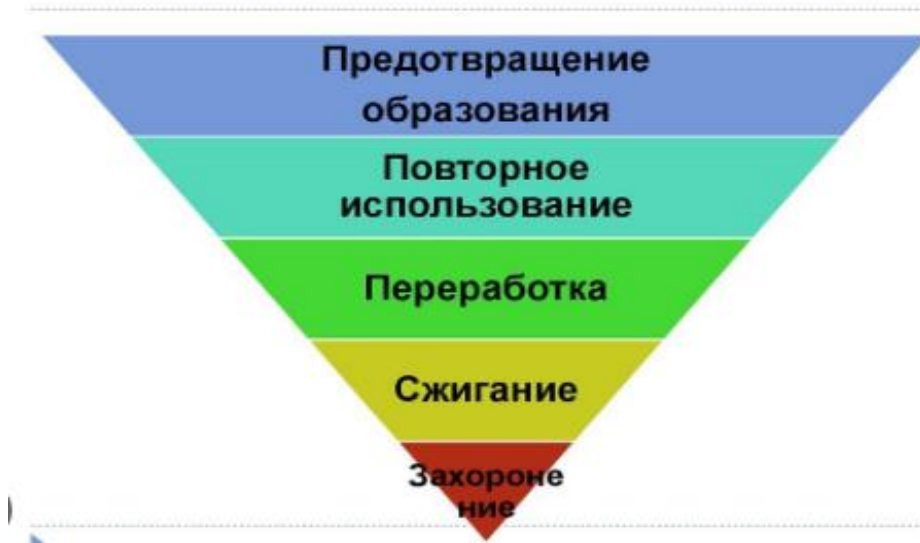 Предотвращение
образования
Повторное
использование
Переработка
Сжигание
Захороне
ние